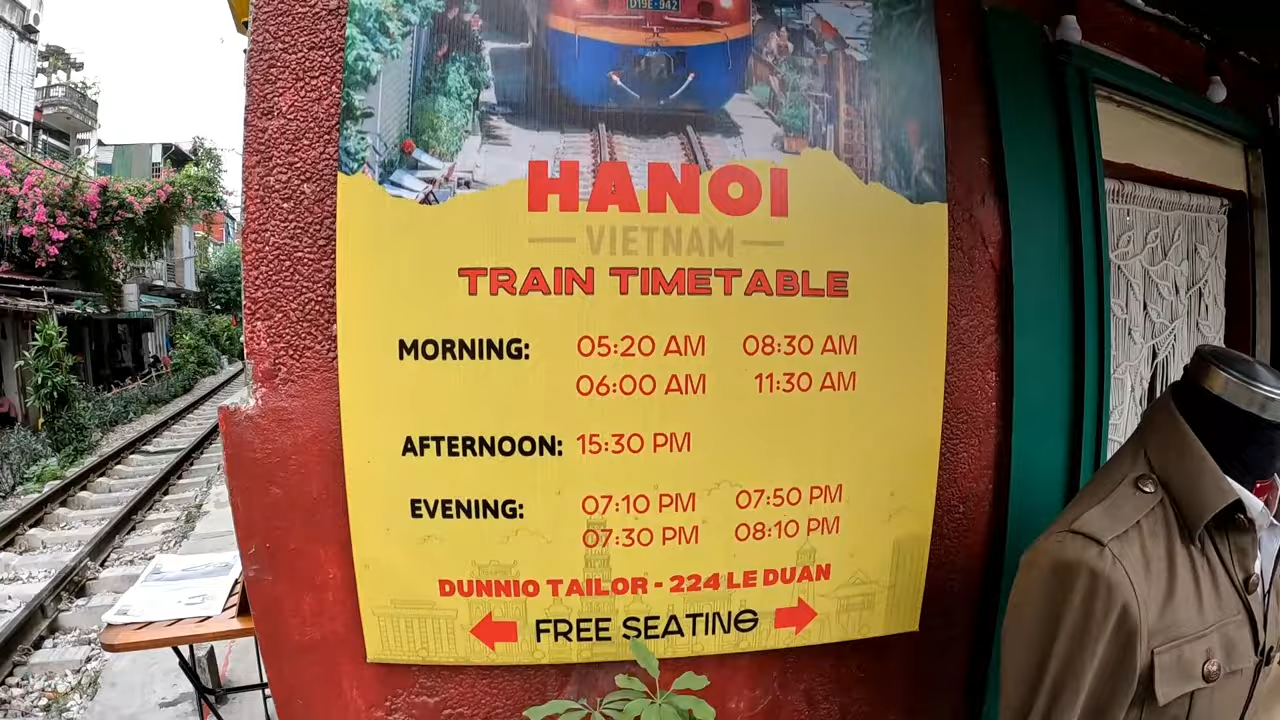 D19E-942
HANOI
VIETNAM
TRAIN TIMETABLE
MORNING: 05:20 AM 08:30 AM
06:00 AM 11:30 AM
AFTERNOON: 15:30 PM
EVENING: 07:10 PM 07:50 PM
07:30 PM 08:10 PM
DUNNIO TAILOR - 224 LE DUAN
FREE SEATING